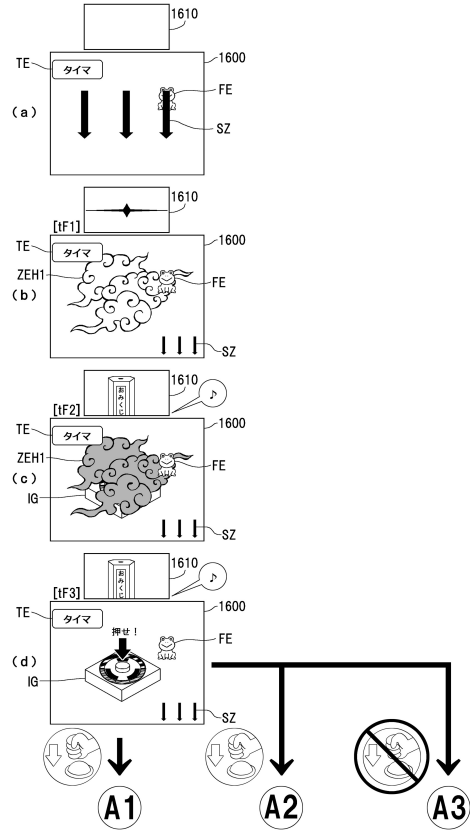 1610
TE
タイマ
1600
FE
(a)
SZ
1610
[tF1]
TE
タイマ
1600
ZEH1
FE
(b)
SZ
おみくじ
1610
♪
[tF2]
TE
タイマ
1600
ZEH1
FE
(c)
IG
SZ
おみくじ
1610
♪
[tF3]
TE
タイマ
1600
押せ!
FE
(d)
IG
SZ
A1
A2
A3